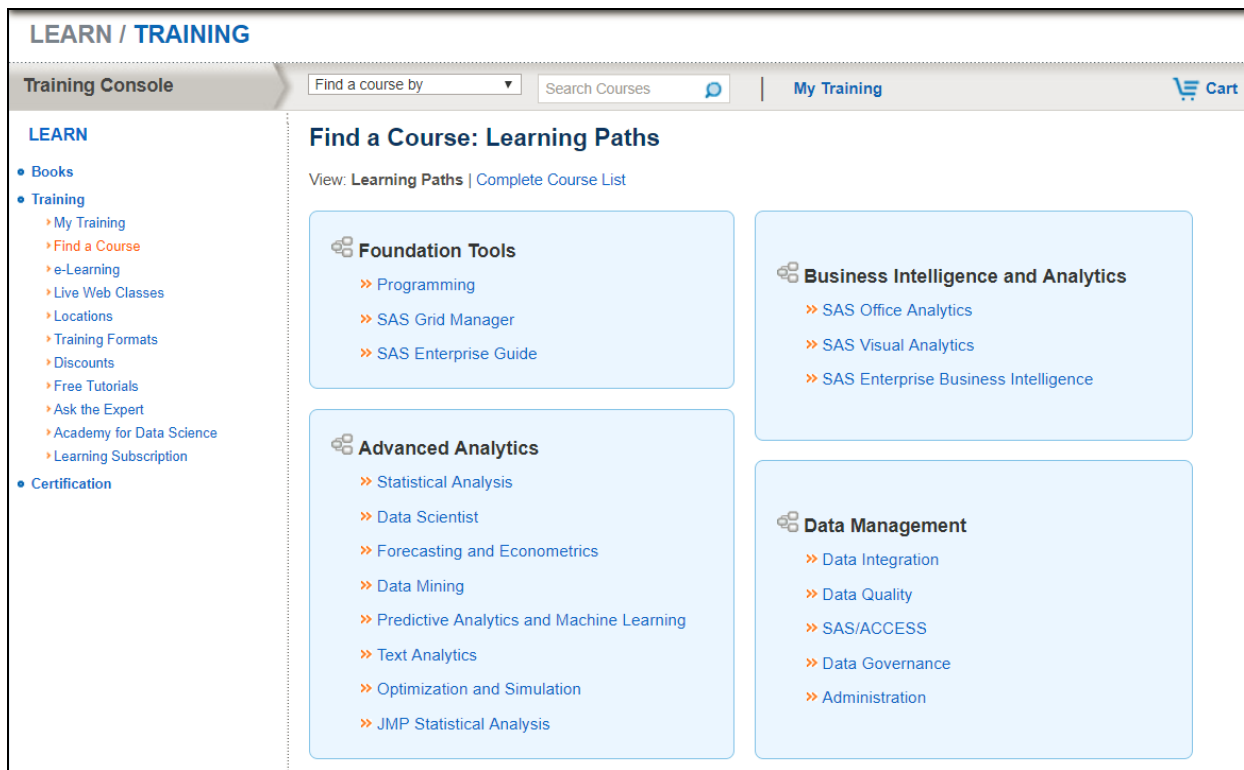 LEARN / TRAINING
Training Console
Find a course by
Search Courses
My Training
Cart
LEARN
Books
Training
My Training
Find a Course
e-Learning
Live Web Classes
Locations
Training Formats
Discounts
Free Tutorials
Ask the Expert
Academy for Data Science
Learning Subscription
Certification
Find a Course: Learning Paths
View: Learning Paths | Complete Course List
Foundation Tools
Programming
SAS Grid Manager
SAS Enterprise Guide
Advanced Analytics
Statistical Analysis
Data Scientist
Forecasting and Econometrics
Data Mining
Predictive Analytics and Machine Learning
Text Analytics
Optimization and Simulation
JMP Statistical Analysis
Business Intelligence and Analytics
SAS Office Analytics
SAS Visual Analytics
SAS Enterprise Business Intelligence
Data Management
Data Integration
Data Quality
SAS/ACCESS
Data Governance
Administration